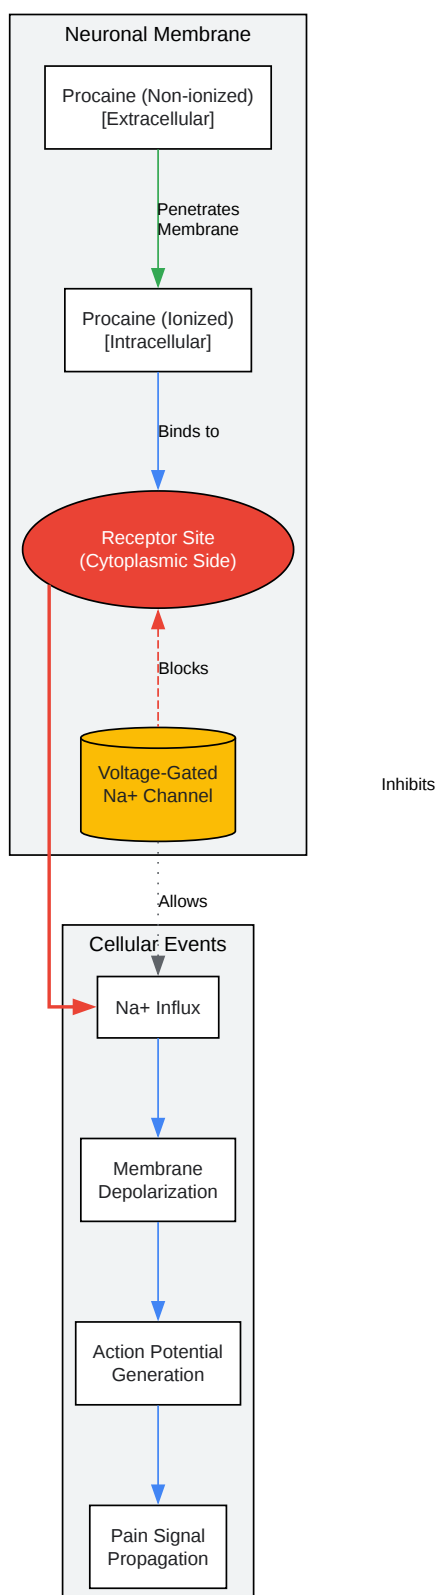 Neuronal Membrane
Procaine (Non-ionized)
[Extracellular]
Penetrates
Membrane
Procaine (Ionized)
[Intracellular]
Binds to
Receptor Site
(Cytoplasmic Side)
Blocks
Voltage-Gated
Na+ Channel
Inhibits
Allows
Cellular Events
Na+ Influx
Membrane
Depolarization
Action Potential
Generation
Pain Signal
Propagation